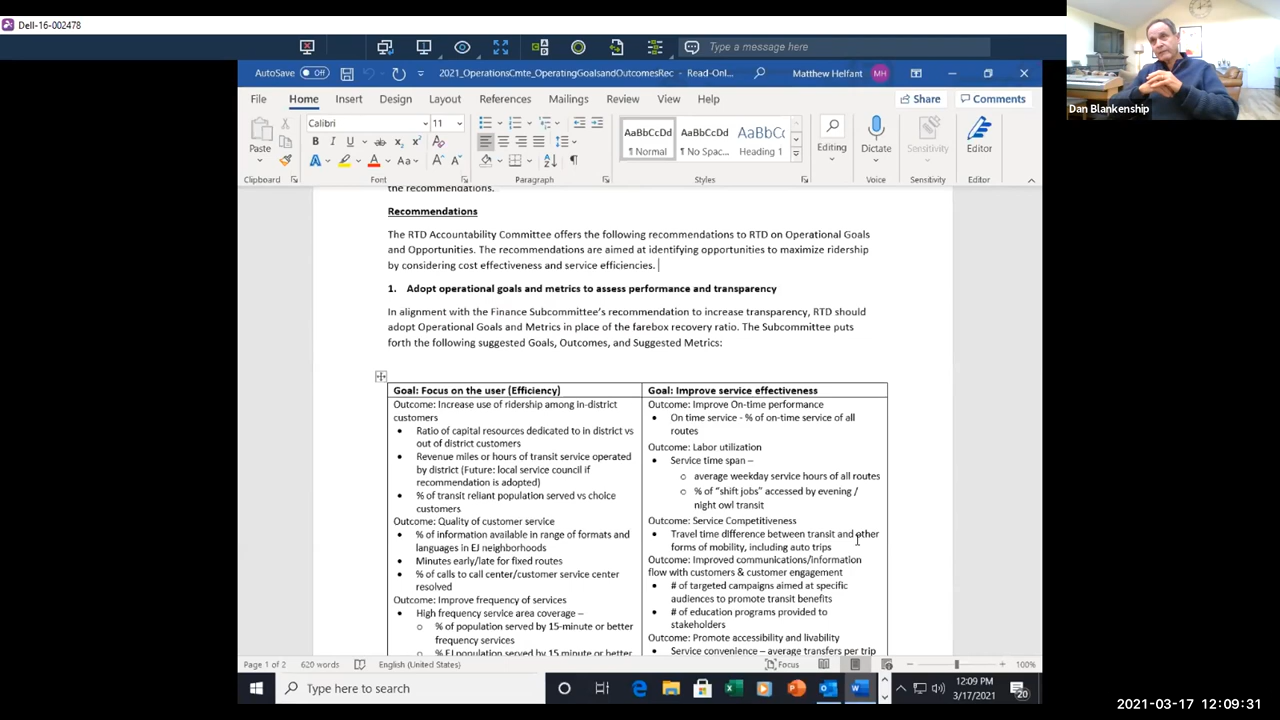 Dell-16-002478
Type a message here
Dan Blankenship
AutoSave Off
2021_OperationsCmte_OperatingGoalsandOutcomesRec - Read-Onl...
Matthew Helfant MH
File Home Insert Design Layout References Mailings Review View Help
Share Comments
Calibri 11
AaBbCcDd AaBbCcDd AaBbCc
¶ Normal ¶ No Spac... Heading 1
Paste Editing Dictate Sensitivity Editor
Clipboard Font Paragraph Styles Voice Sensitivity Editor
the recommendations.
Recommendations
The RTD Accountability Committee offers the following recommendations to RTD on Operational Goals
and Opportunities. The recommendations are aimed at identifying opportunities to maximize ridership
by considering cost effectiveness and service efficiencies.
1. Adopt operational goals and metrics to assess performance and transparency
In alignment with the Finance Subcommittee's recommendation to increase transparency, RTD should
adopt Operational Goals and Metrics in place of the farebox recovery ratio. The Subcommittee puts
forth the following suggested Goals, Outcomes, and Suggested Metrics:
Goal: Focus on the user (Efficiency)
Outcome: Increase use of ridership among in-district
customers
• Ratio of capital resources dedicated to in district vs
out of district customers
• Revenue miles or hours of transit service operated
by district (Future: local service council if
recommendation is adopted)
• % of transit reliant population served vs choice
customers
Outcome: Quality of customer service
• % of information available in range of formats and
languages in EJ neighborhoods
• Minutes early/late for fixed routes
• % of calls to call center/customer service center
resolved
Outcome: Improve frequency of services
• High frequency service area coverage –
o % of population served by 15-minute or better
frequency services
o % EJ population served by 15 minute or better
Goal: Improve service effectiveness
Outcome: Improve On-time performance
• On time service - % of on-time service of all
routes
Outcome: Labor utilization
• Service time span –
o average weekday service hours of all routes
o % of "shift jobs" accessed by evening /
night owl transit
Outcome: Service Competitiveness
• Travel time difference between transit and other
forms of mobility, including auto trips
Outcome: Improved communications/information
flow with customers & customer engagement
• # of targeted campaigns aimed at specific
audiences to promote transit benefits
• # of education programs provided to
stakeholders
Outcome: Promote accessibility and livability
• Service convenience – average transfers per trip
Page 1 of 2 620 words English (United States) Focus 100%
Type here to search
12:09 PM
3/17/2021
20
2021-03-17 12:09:31